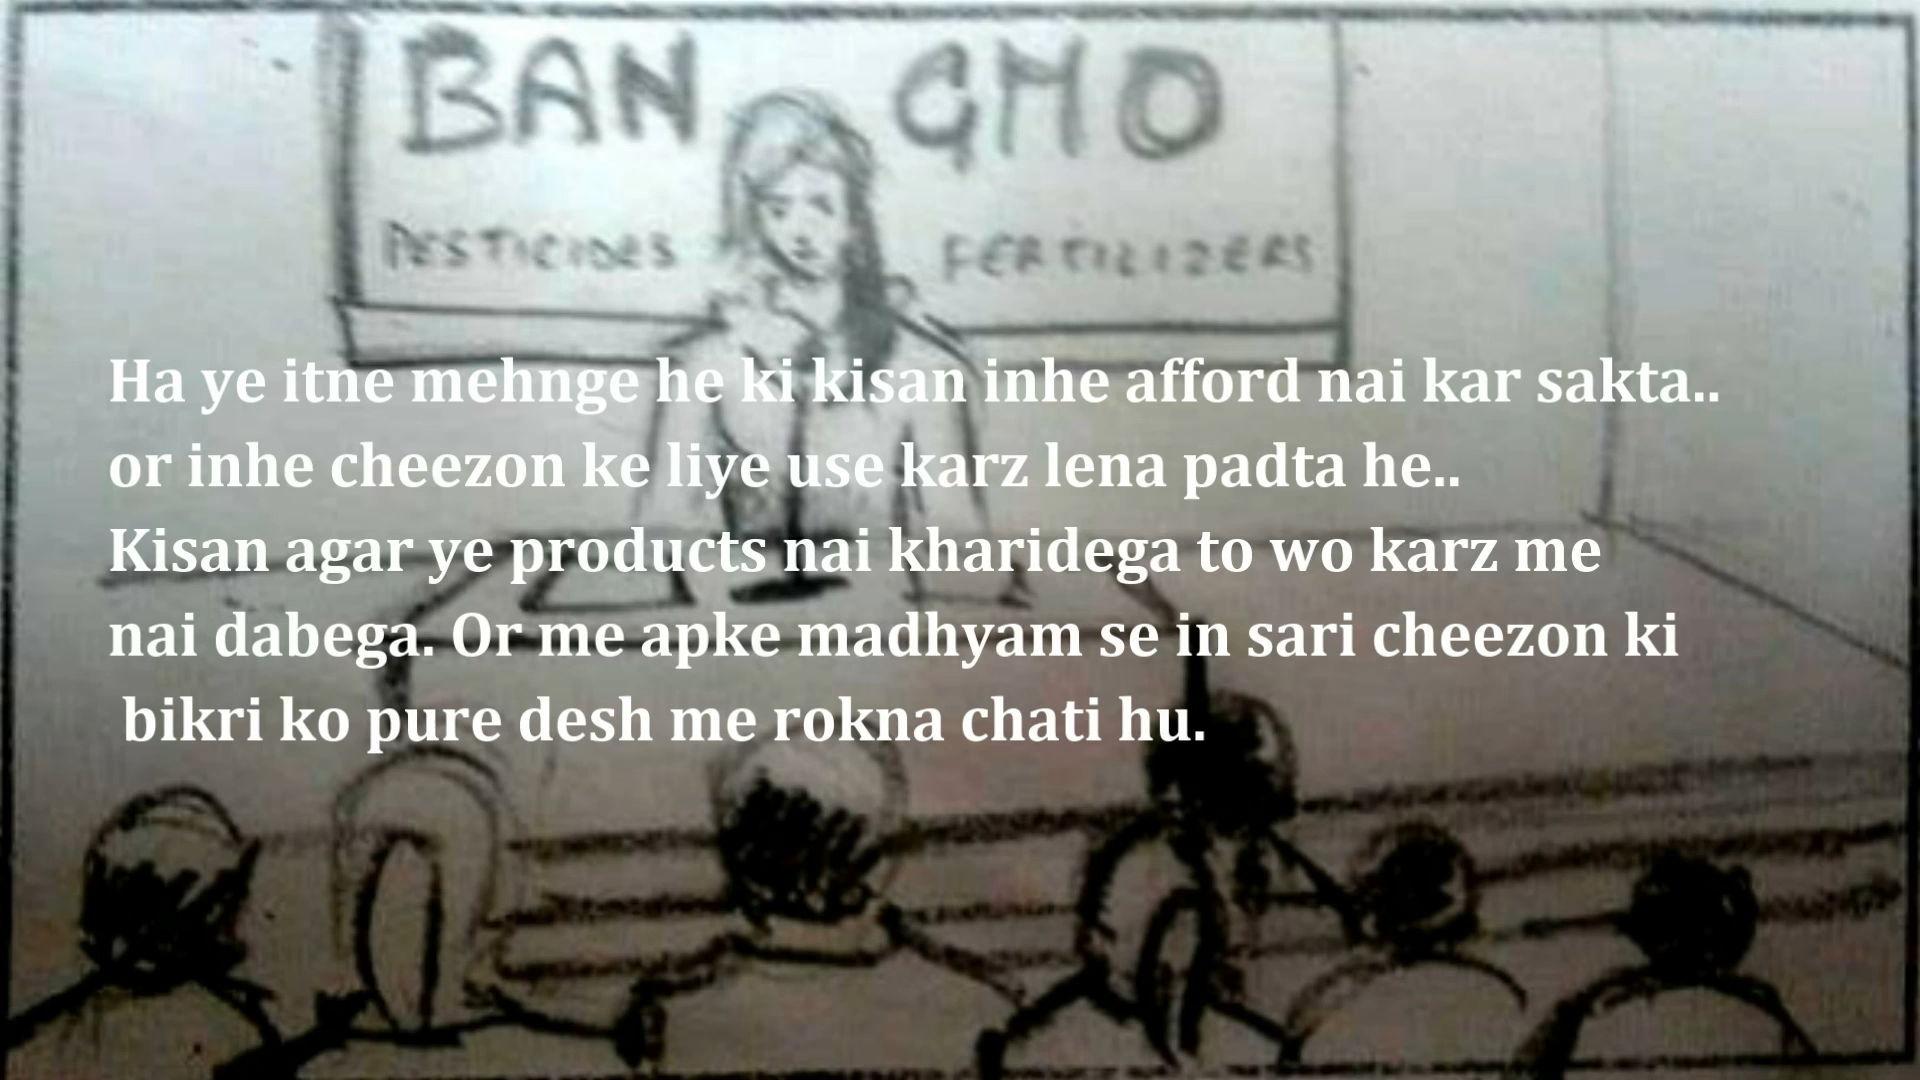 BAN GMO
PESTICIDES FERTILIZERS
Ha ye itne mehnge he ki kisan inhe afford nai kar sakta..
or inhe cheezon ke liye use karz lena padta he..
Kisan agar ye products nai kharidega to wo karz me
nai dabega. Or me apke madhyam se in sari cheezon ki
bikri ko pure desh me rokna chati hu.